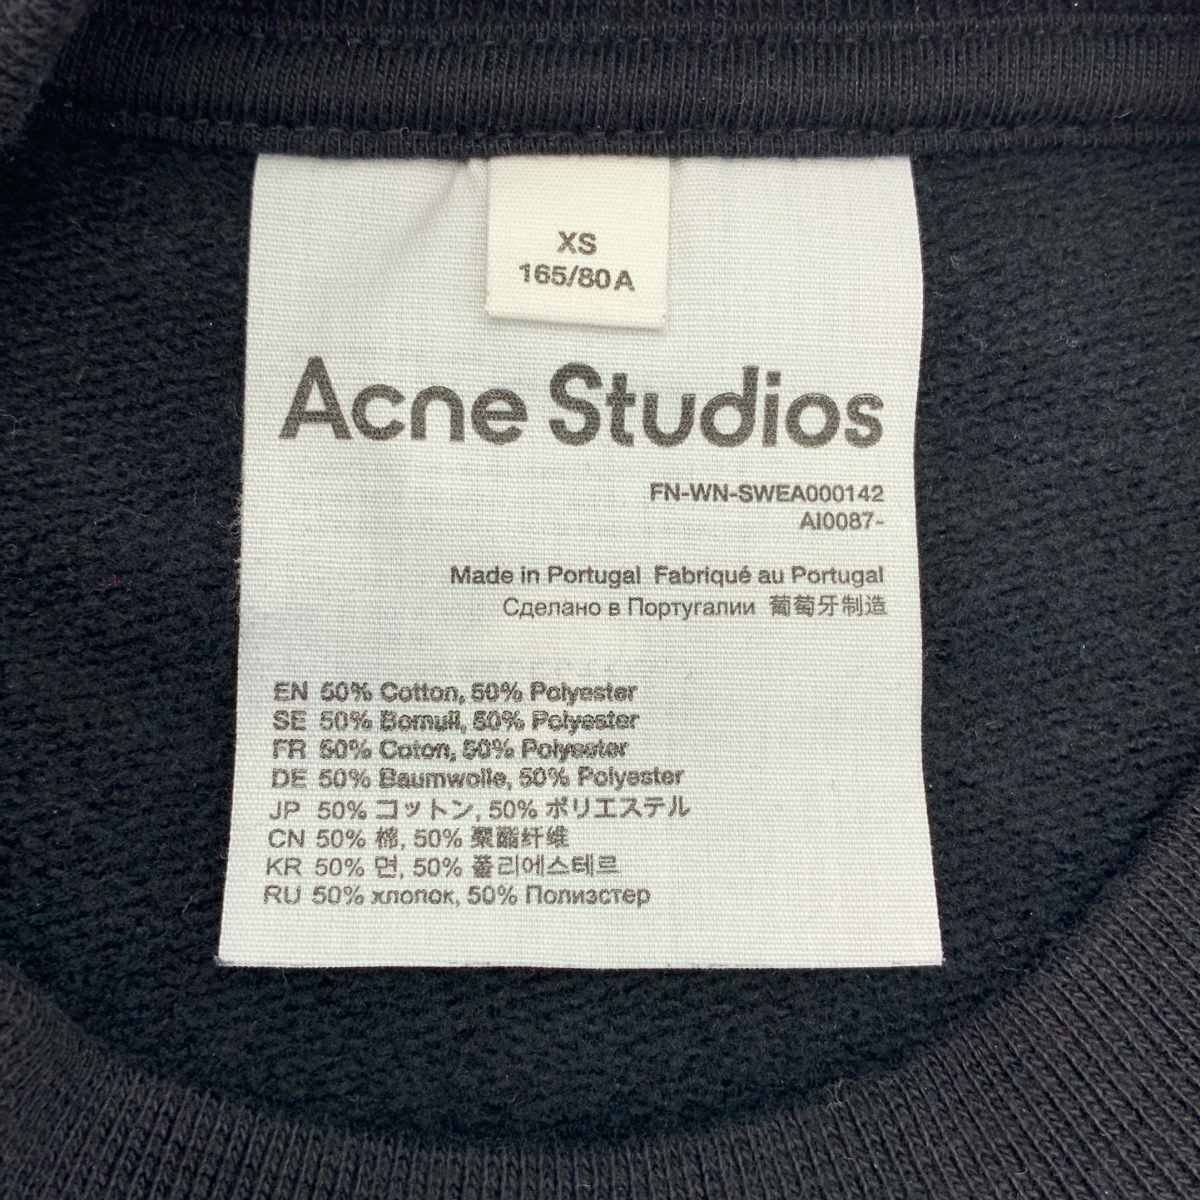 XS
165/80A
Acne Studios
FN-WN-SWEA000142
AI0087-
Made in Portugal Fabriqué au Portugal
Сделано в Португалии 葡萄牙制造
EN 50% Cotton, 50% Polyester
SE 50% Bomull, 50% Polyester
FR 50% Coton, 50% Polyester
DE 50% Baumwolle, 50% Polyester
JP 50% コットン, 50% ポリエステル
CN 50% 棉, 50% 聚酯纤维
KR 50% 면, 50% 폴리에스테르
RU 50% хлопок, 50% Полиэстер